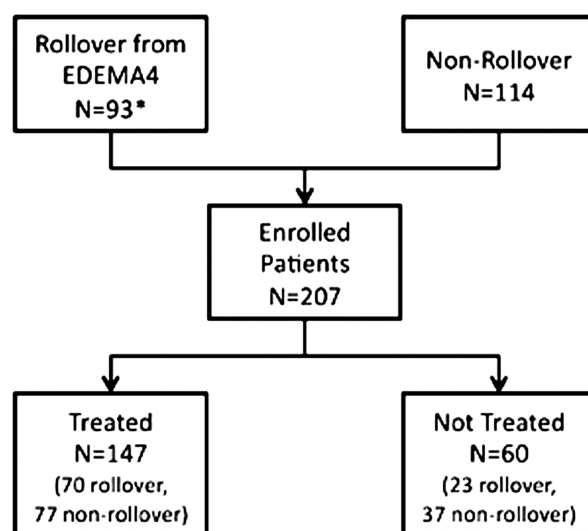 Rollover from
EDEMA4
N=93*
Non-Rollover
N=114
Enrolled
Patients
N=207
Treated
N=147
(70 rollover,
77 non-rollover)
Not Treated
N=60
(23 rollover,
37 non-rollover)